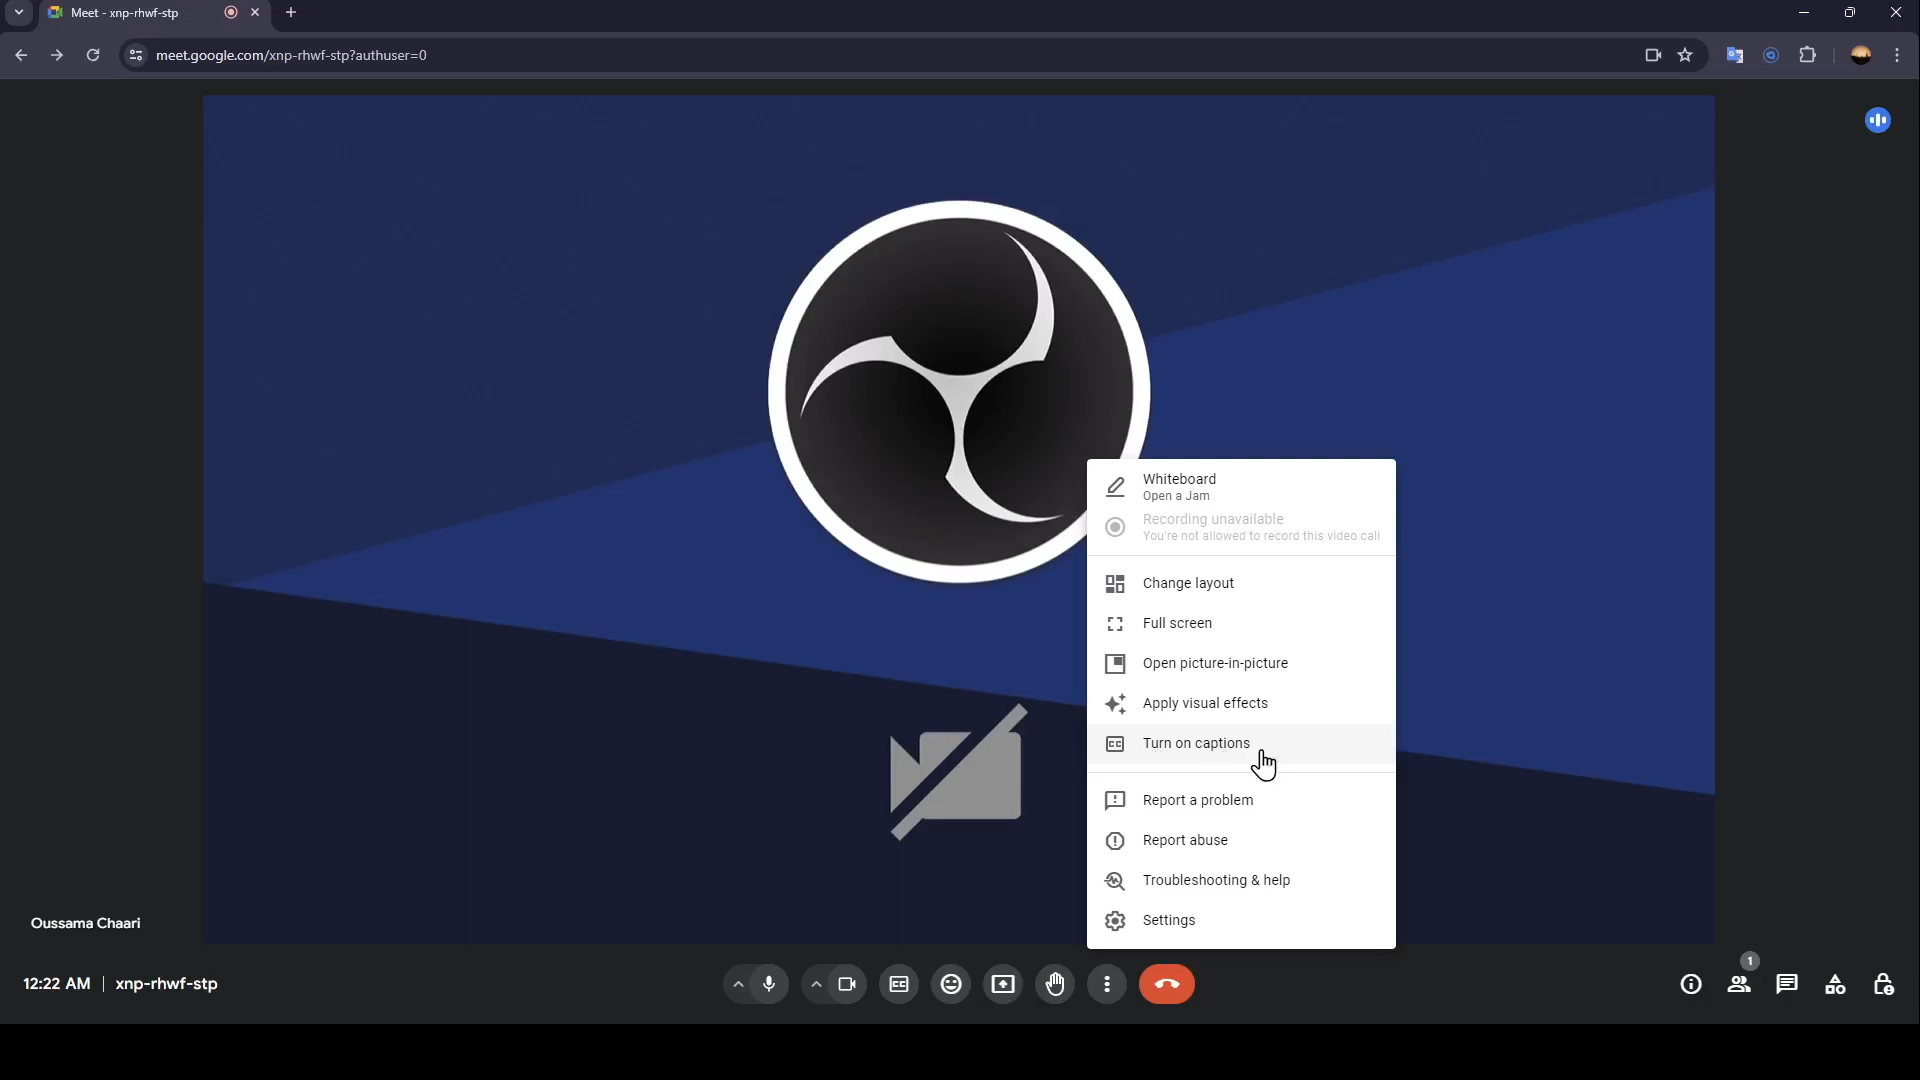 Meet - xnp-rhwf-stp
meet.google.com/xnp-rhwf-stp?authuser=0
Whiteboard
Open a Jam
Recording unavailable
You're not allowed to record this video call
Change layout
Full screen
Open picture-in-picture
Apply visual effects
Turn on captions
Report a problem
Report abuse
Troubleshooting & help
Settings
Oussama Chaari
12:22 AM | xnp-rhwf-stp
1